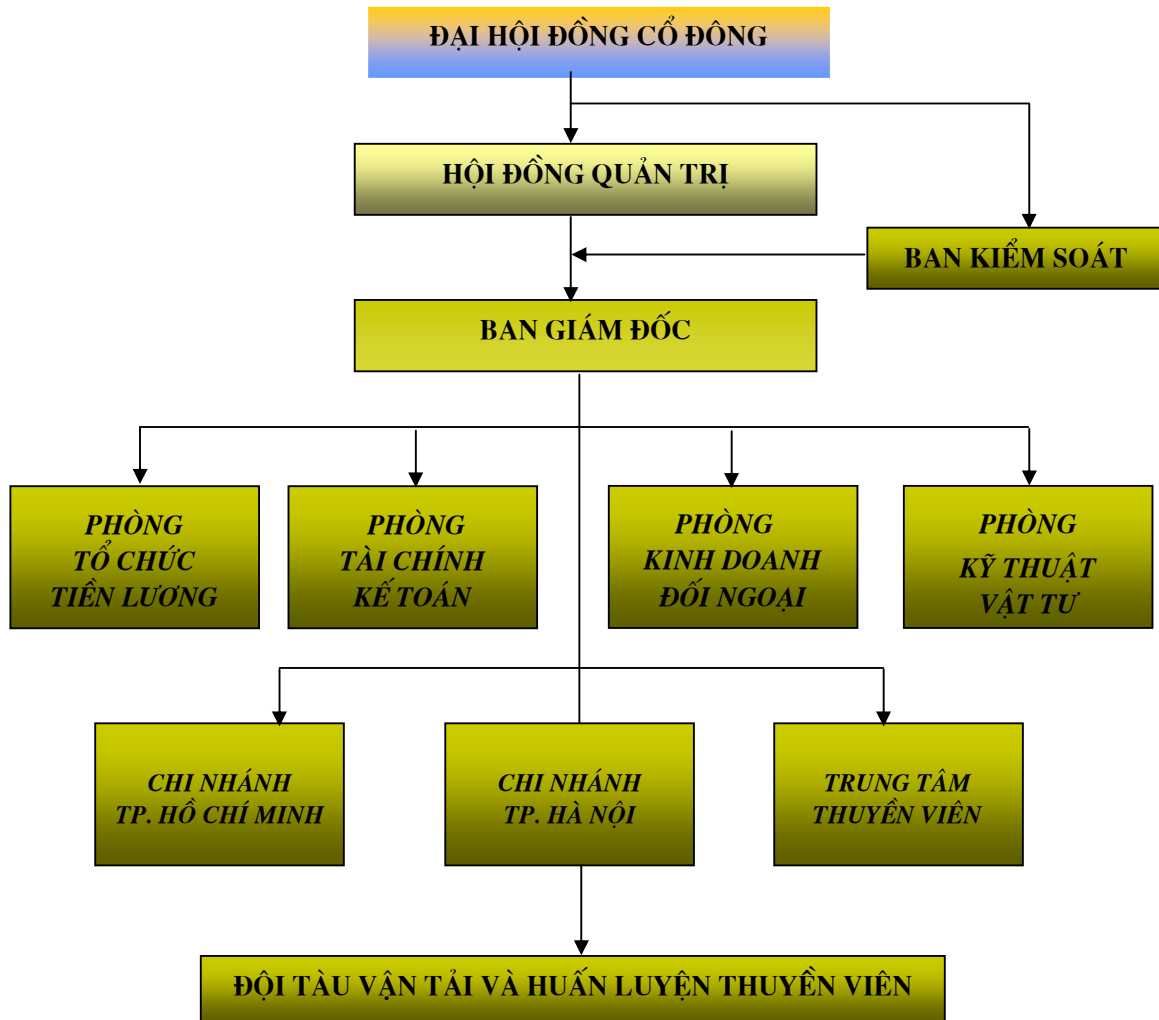 ĐẠI HỘI ĐỒNG CỔ ĐÔNG
HỘI ĐỒNG QUẢN TRỊ
BAN KIỂM SOÁT
BAN GIÁM ĐỐC
PHÒNG
TỔ CHỨC
TIỀN LƯƠNG
PHÒNG
TÀI CHÍNH
KẾ TOÁN
PHÒNG
KINH DOANH
ĐỐI NGOẠI
PHÒNG
KỸ THUẬT
VẬT TƯ
CHI NHÁNH
TP. HỒ CHÍ MINH
CHI NHÁNH
TP. HÀ NỘI
TRUNG TÂM
THUYỀN VIÊN
ĐỘI TÀU VẬN TẢI VÀ HUẤN LUYỆN THUYỀN VIÊN